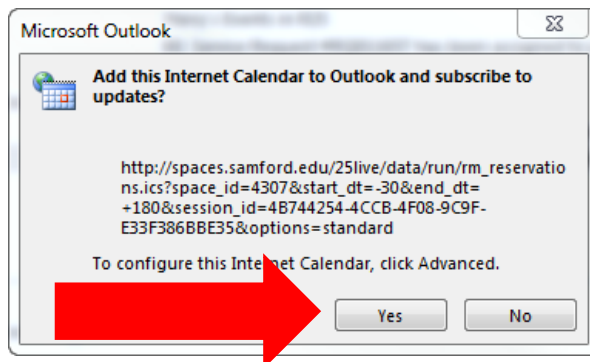 Microsoft Outlook
Add this Internet Calendar to Outlook and subscribe to
updates?
http://spaces.samford.edu/25live/data/run/rm_reservatio
ns.ics?space_id=4307&start_dt=-30&end_dt=
+180&session_id=4B744254-4CCB-4F08-9C9F-
E33F386BBE35&options=standard
To configure this Internet Calendar, click Advanced.
Yes No